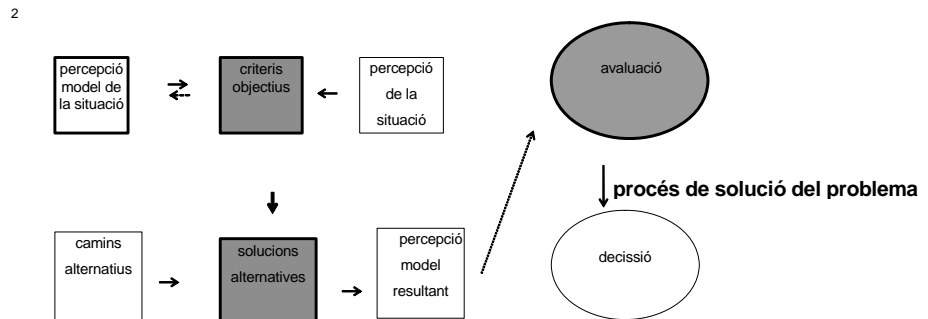 2
percepció
model de
la situació
criteris
objectius
percepció
de la
situació
avaluació
procés de solució del problema
camins
alternatius
solucions
alternatives
percepció
model
resultant
decissió